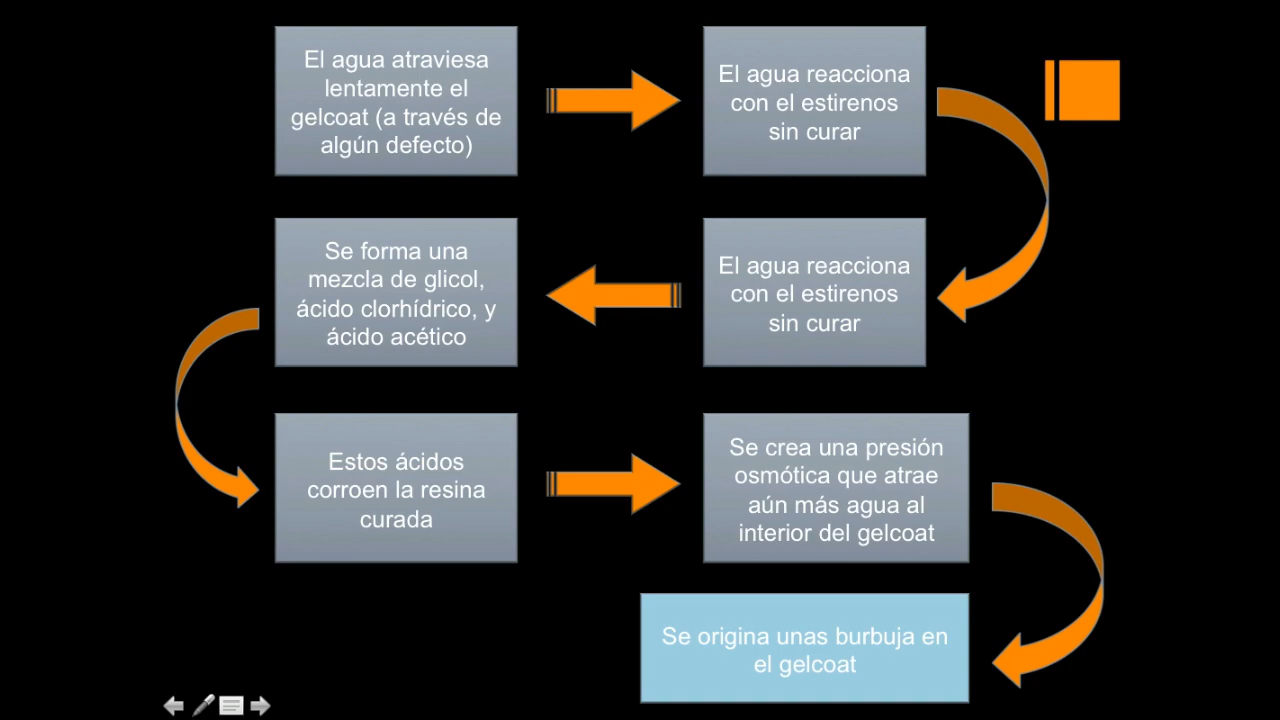 El agua atraviesa
lentamente el
gelcoat (a través de
algún defecto)
El agua reacciona
con el estirenos
sin curar
El agua reacciona
con el estirenos
sin curar
Se forma una
mezcla de glicol,
ácido clorhídrico, y
ácido acético
Estos ácidos
corroen la resina
curada
Se crea una presión
osmótica que atrae
aún más agua al
interior del gelcoat
Se origina unas burbuja en
el gelcoat